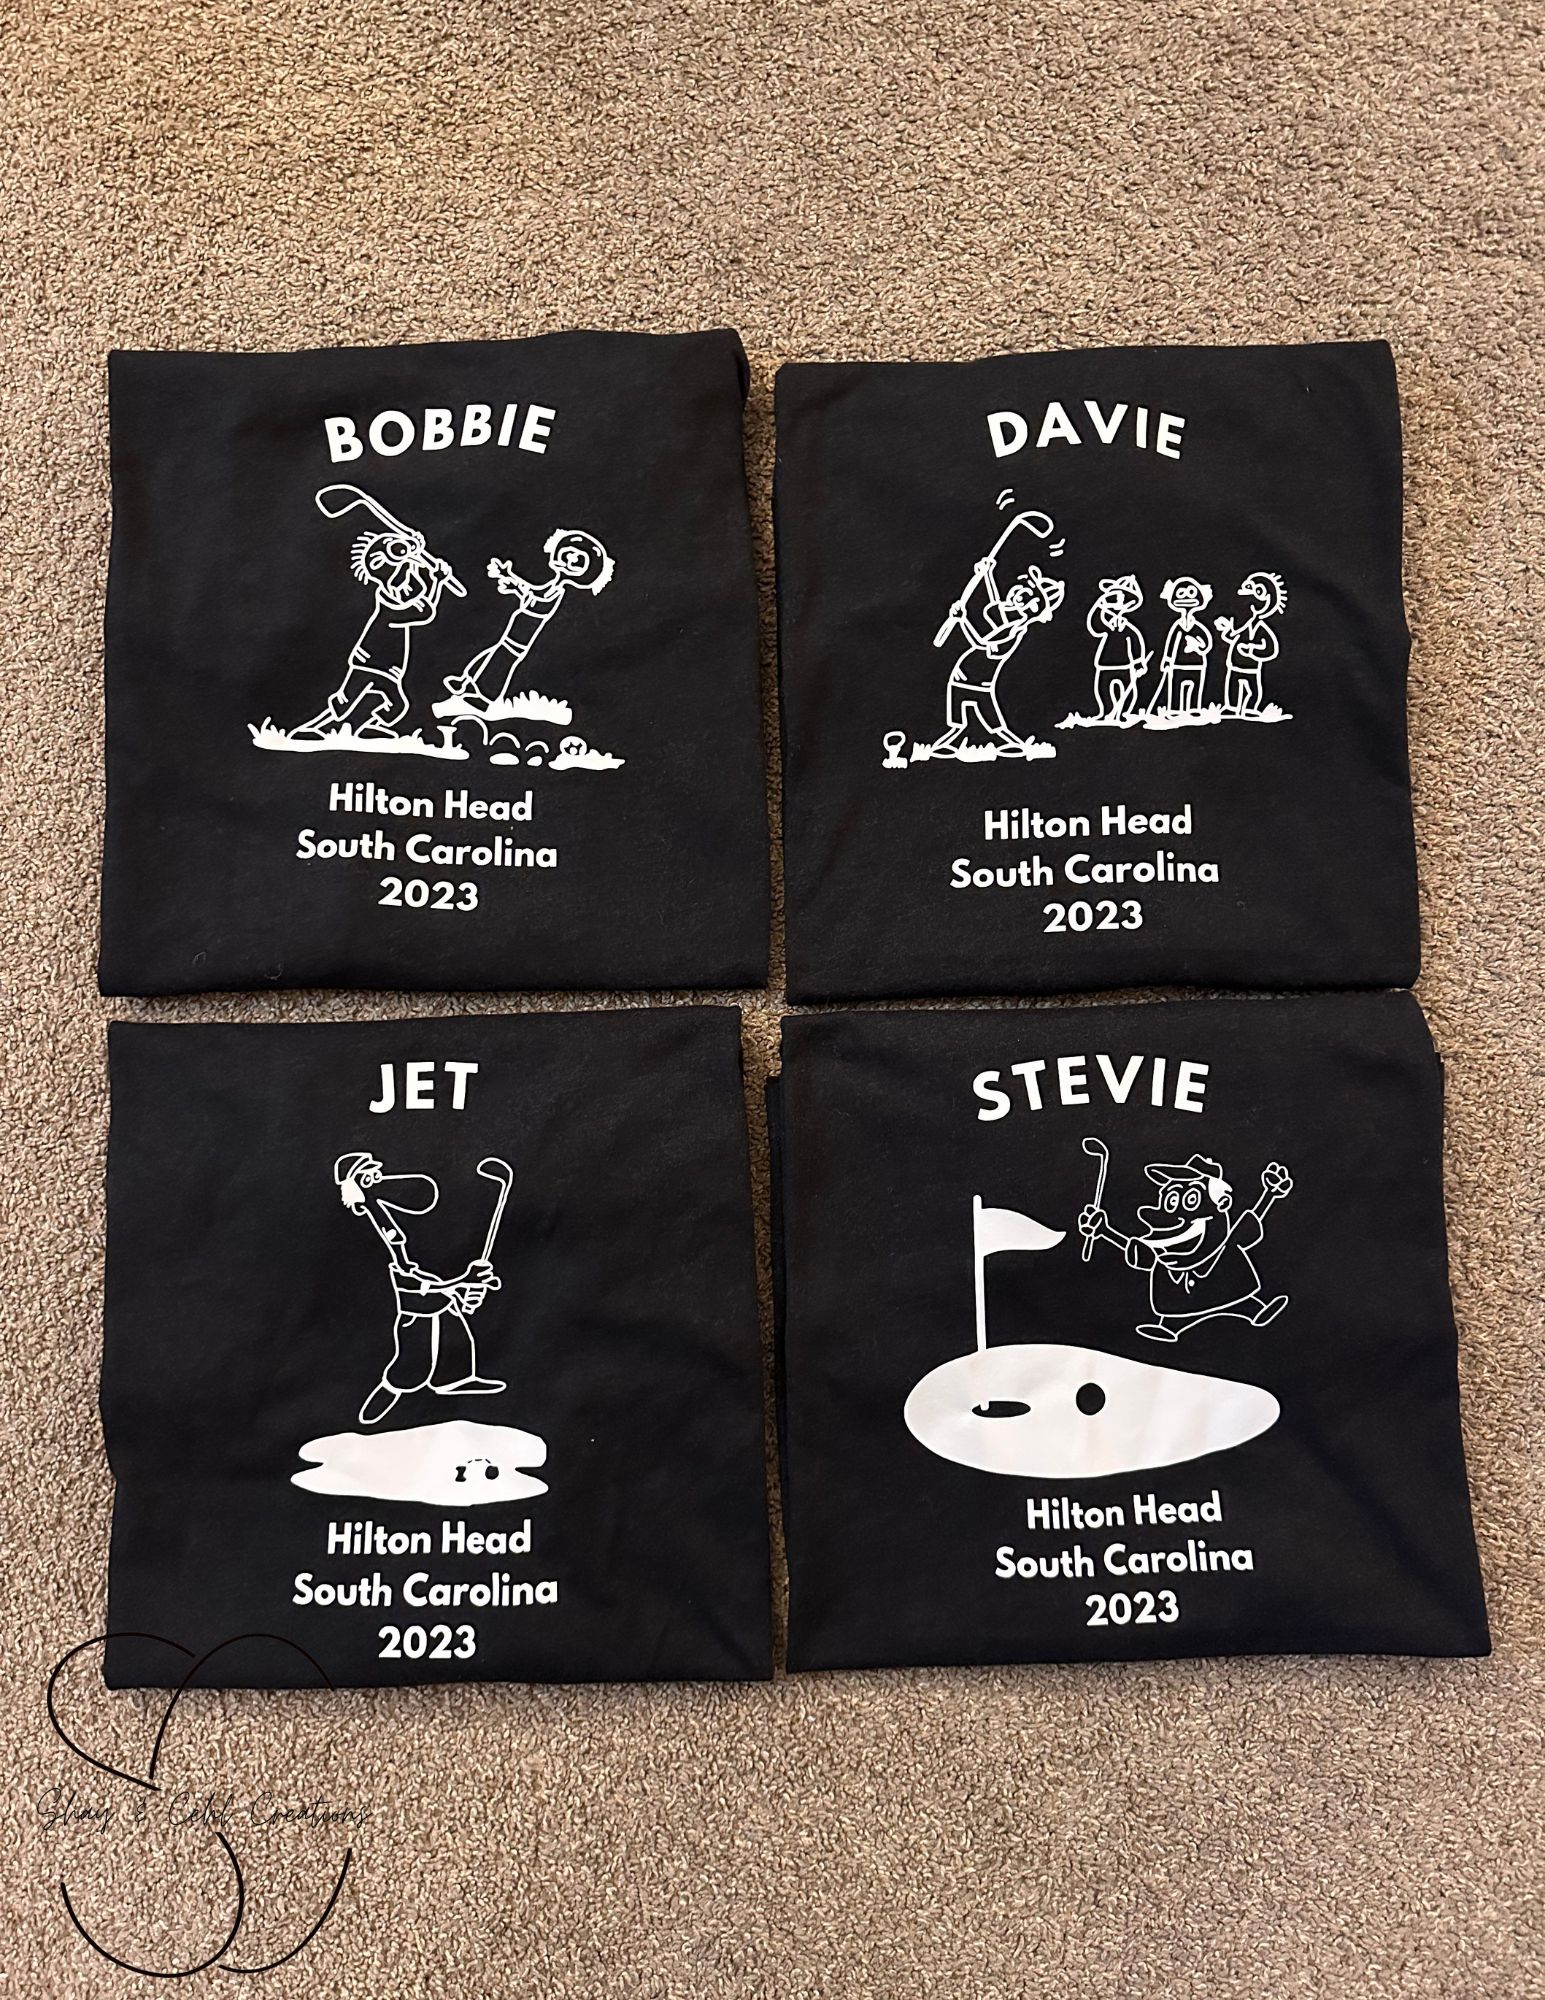 BOBBIE
Hilton Head
South Carolina
2023
DAVIE
Hilton Head
South Carolina
2023
JET
Hilton Head
South Carolina
2023
STEVIE
Hilton Head
South Carolina
2023
Shay & Cehl Creations